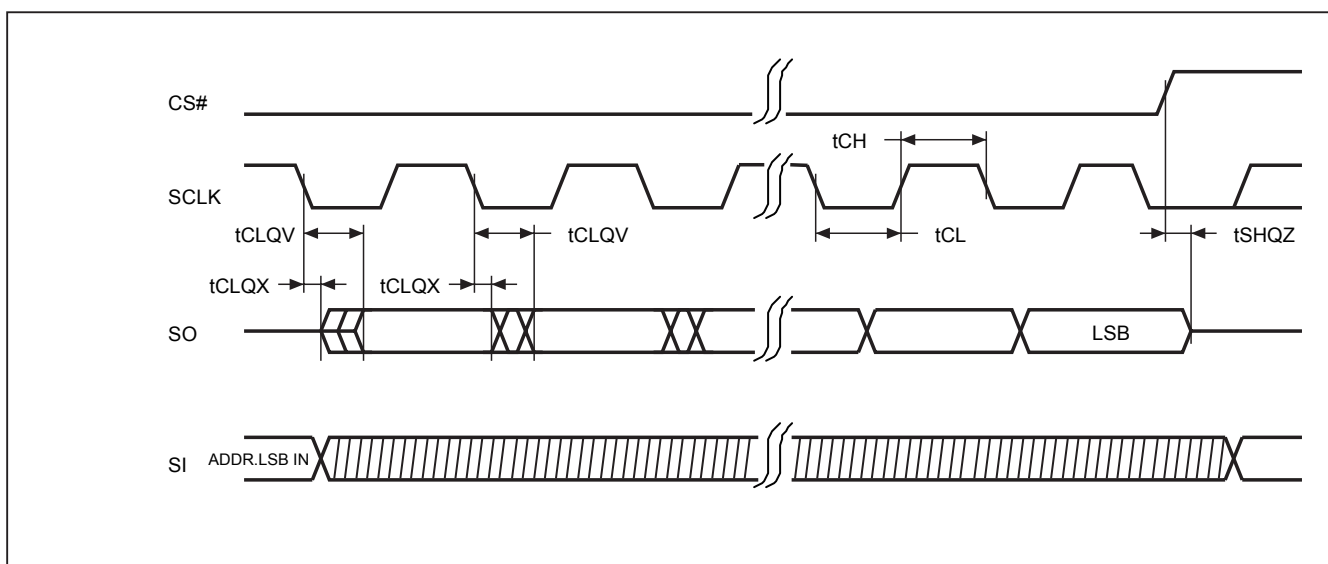 CS#
tCH
SCLK
tCLQV
tCLQV
tCL
tSHQZ
tCLQX
tCLQX
SO
LSB
SI
ADDR.LSB IN